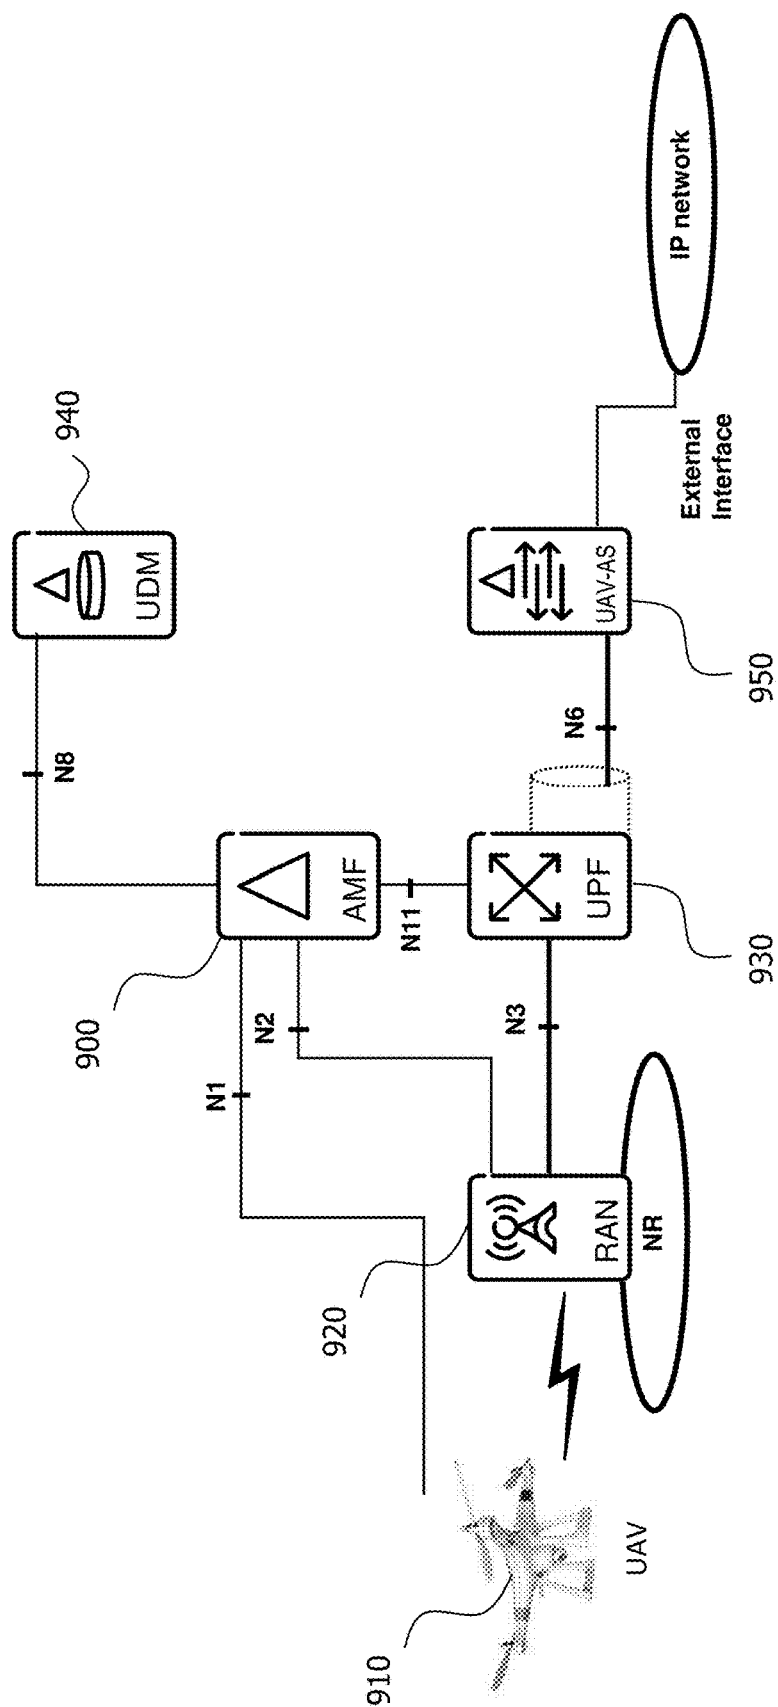 940
UDM
N8
900
AMF
N1
N2
N11
910
UAV
920
RAN
NR
N3
UPF
930
N6
UAV-AS
950
External
Interface
IP network